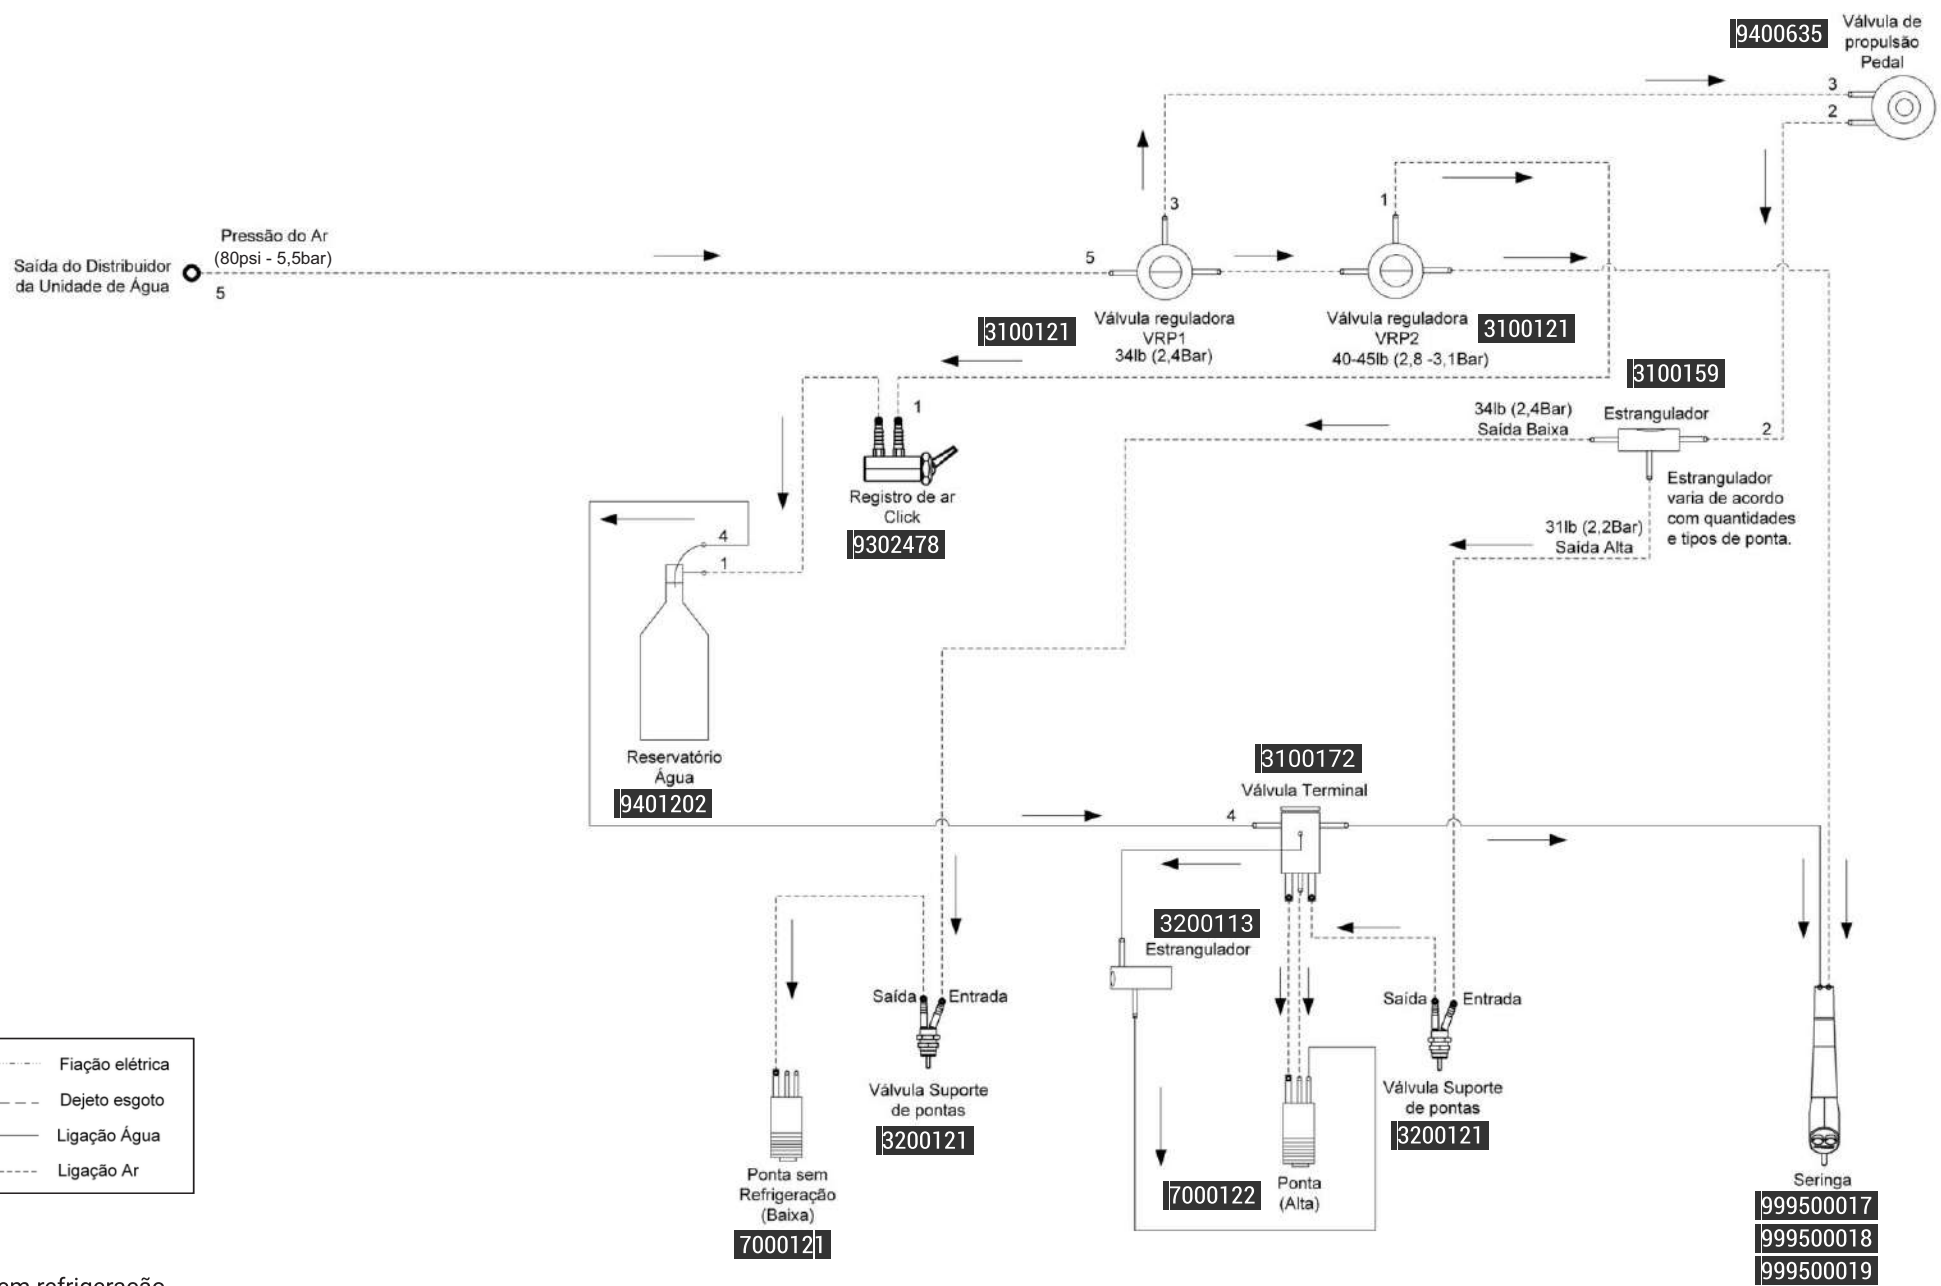 9400635
Válvula de
propulsão
Pedal
3
2
3
1
Pressão do Ar
(80psi - 5,5bar)
Saída do Distribuidor
da Unidade de Água
5
5
3100121
Válvula reguladora
VRP1
34lb (2,4Bar)
Válvula reguladora
VRP2
40-45lb (2,8 -3,1Bar)
3100121
3100159
34lb (2,4Bar)
Saída Baixa
Estrangulador
2
1
Registro de ar
Click
9302478
Estrangulador
varia de acordo
com quantidades
e tipos de ponta.
31lb (2,2Bar)
Saída Alta
4
1
Reservatório
Água
9401202
3100172
Válvula Terminal
4
3200113
Estrangulador
Saída
Entrada
Saída
Entrada
Fiação elétrica
Dejeto esgoto
Ligação Água
Ligação Ar
Válvula Suporte
de pontas
3200121
Válvula Suporte
de pontas
3200121
Ponta sem
Refrigeração
(Baixa)
7000121
7000122
Ponta
(Alta)
Seringa
999500017
999500018
999500019
refrigeração